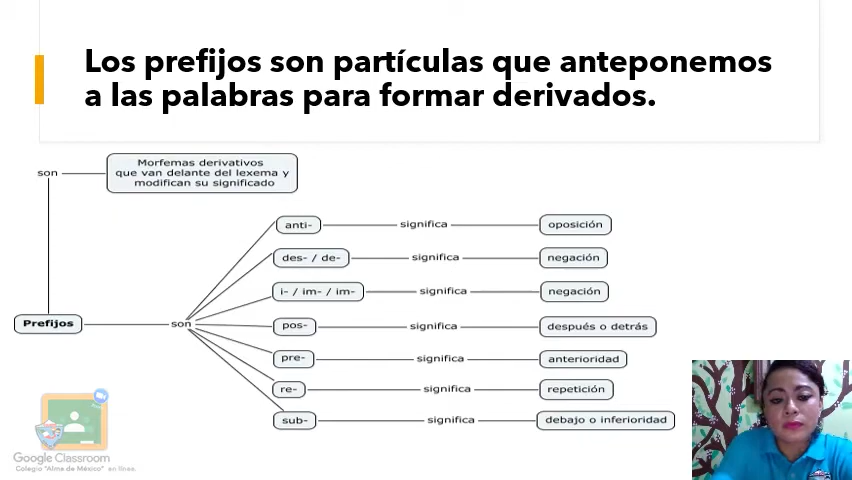 Los prefijos son partículas que anteponemos
a las palabras para formar derivados.
son
Morfemas derivativos
que van delante del lexema y
modifican su significado
Prefijos
son
anti- significa oposición
des- / de- significa negación
i- / im- / im- significa negación
pos- significa después o detrás
pre- significa anterioridad
re- significa repetición
sub- significa debajo o inferioridad
Google Classroom
Colegio "Alma de México" en línea.